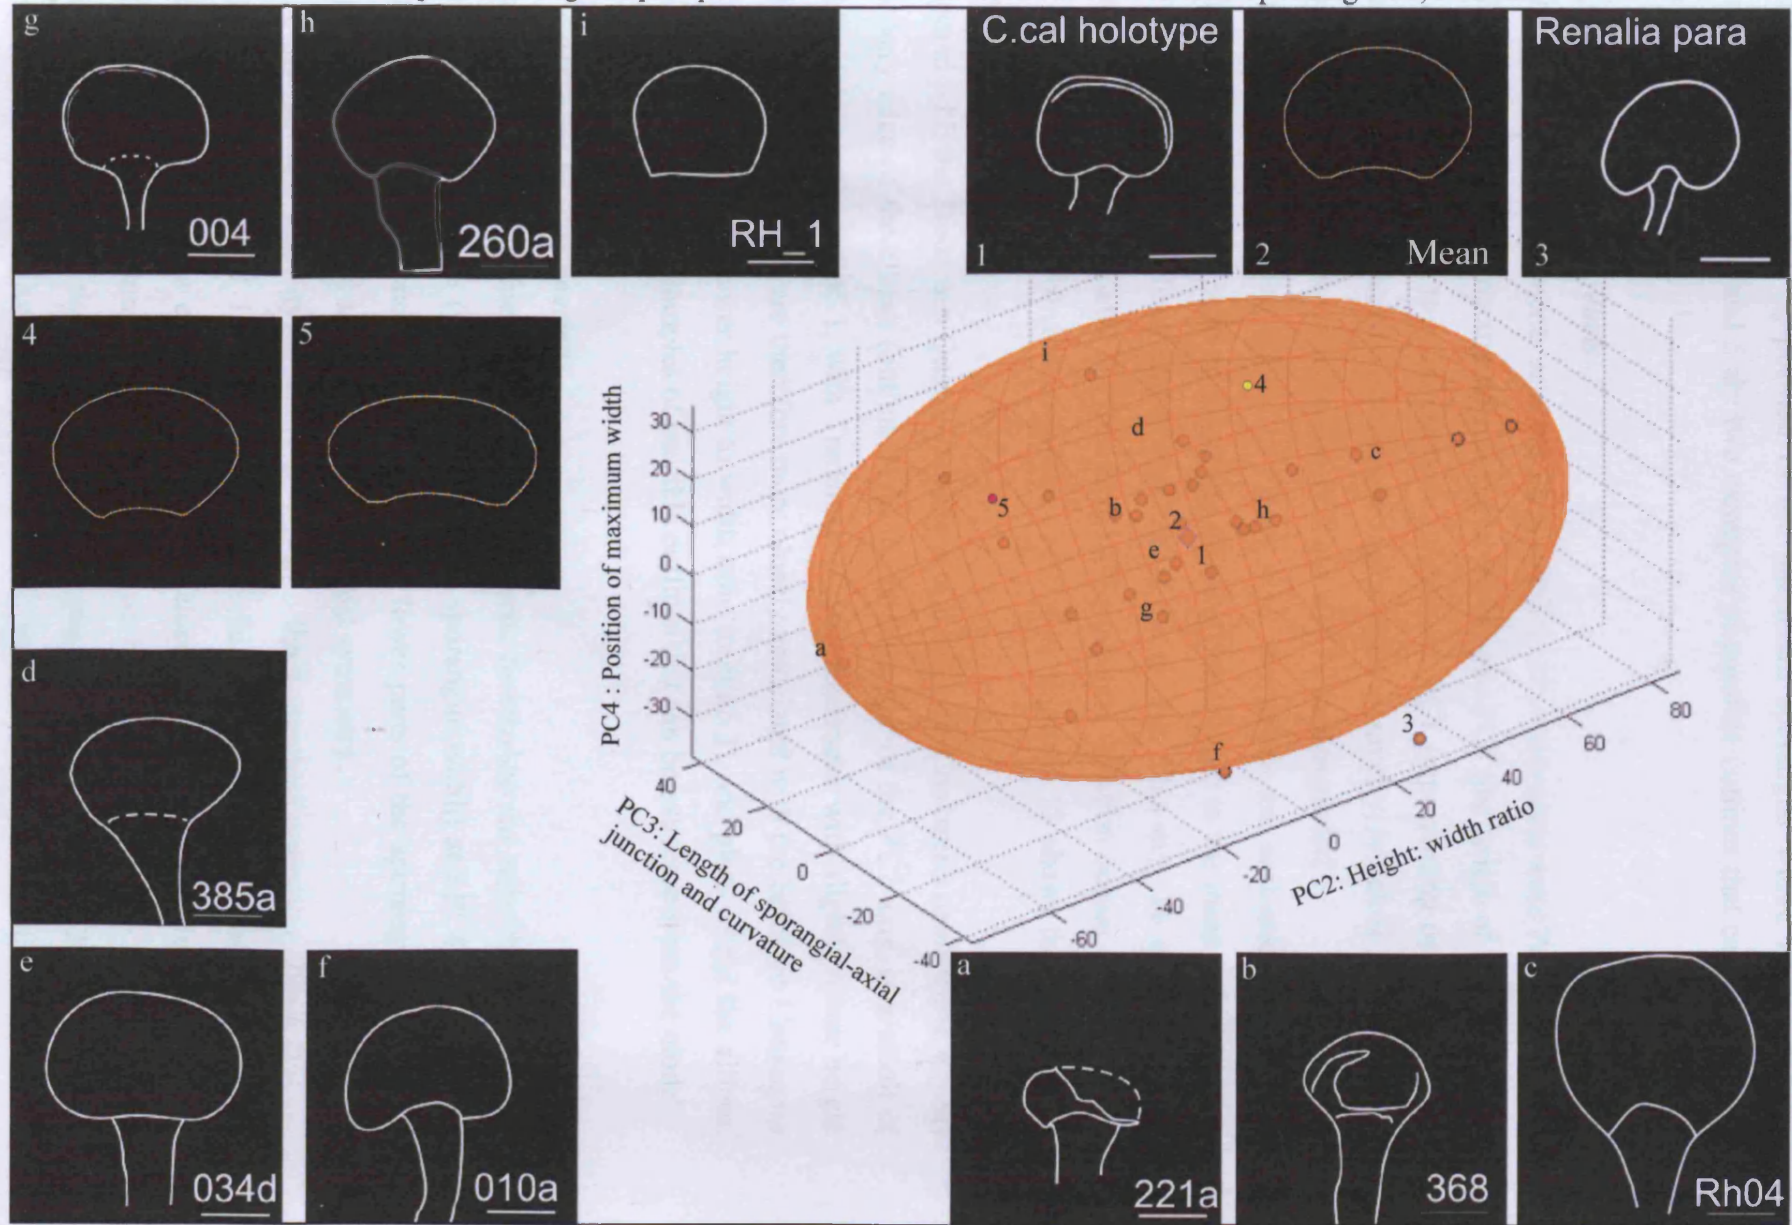 g
004
h
260a
i
RH_1
C.cal holotype
1
2
Mean
Renalia para
3
4
5
d
385a
e
034d
f
010a
PC4 : Position of maximum width
30
20
10
0
-10
-20
-30
40
20
0
-20
-40
PC3: Length of sporangial-axial
junction and curvature
-60
-40
-20
0
20
40
60
80
PC2: Height: width ratio
i
4
d
c
5
b
2
h
e
1
g
a
3
f
a
221a
b
368
c
Rh04